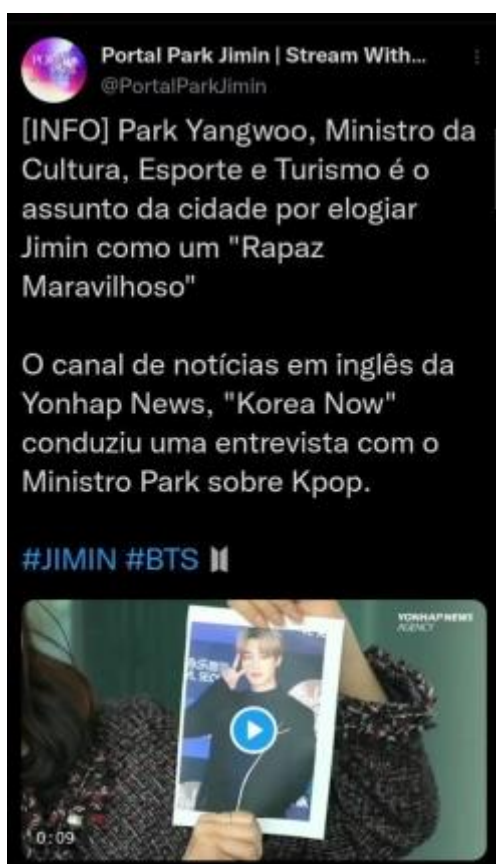 Portal Park Jimin | Stream With...
@PortalParkJimin
[INFO] Park Yangwoo, Ministro da
Cultura, Esporte e Turismo é o
assunto da cidade por elogiar
Jimin como um "Rapaz
Maravilhoso"
O canal de notícias em inglês da
Yonhap News, "Korea Now"
conduziu uma entrevista com o
Ministro Park sobre Kpop.
#JIMIN #BTS
YONHAP NEWS
AGENCY
0:09